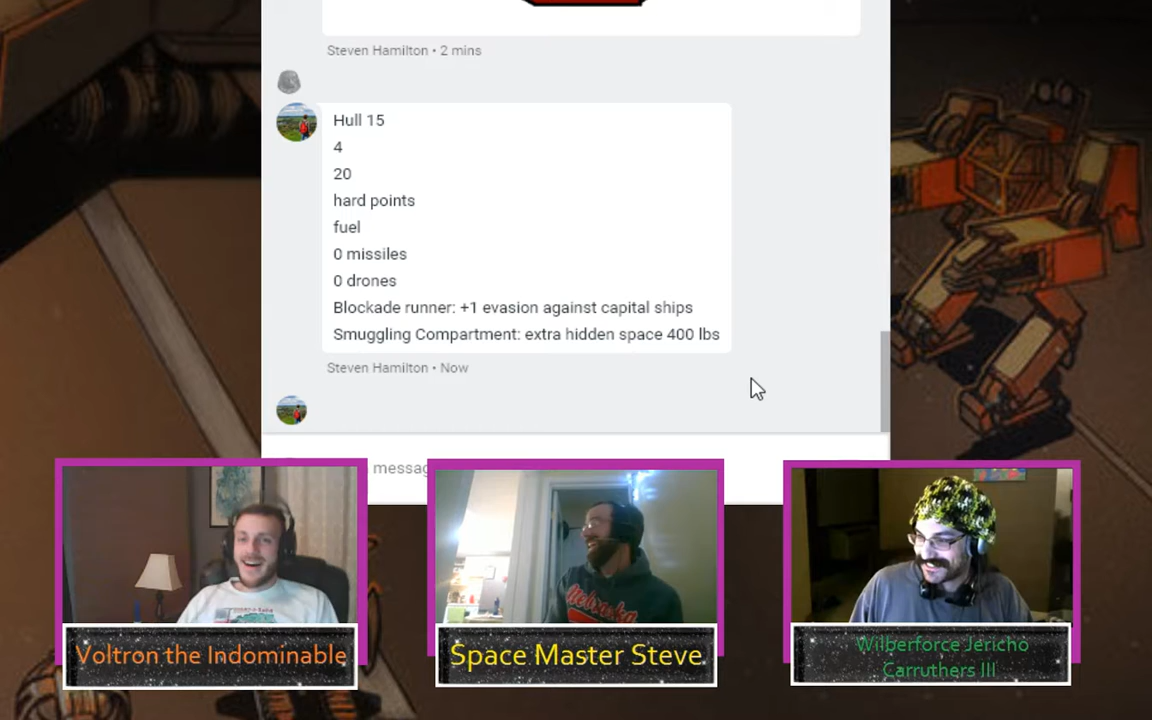 Steven Hamilton • 2 mins
Hull 15
4
20
hard points
fuel
0 missiles
0 drones
Blockade runner: +1 evasion against capital ships
Smuggling Compartment: extra hidden space 400 lbs
Steven Hamilton • Now
messag
Nebraska
Voltron the Indominable
Space Master Steve
Wilberforce Jericho
Carruthers III